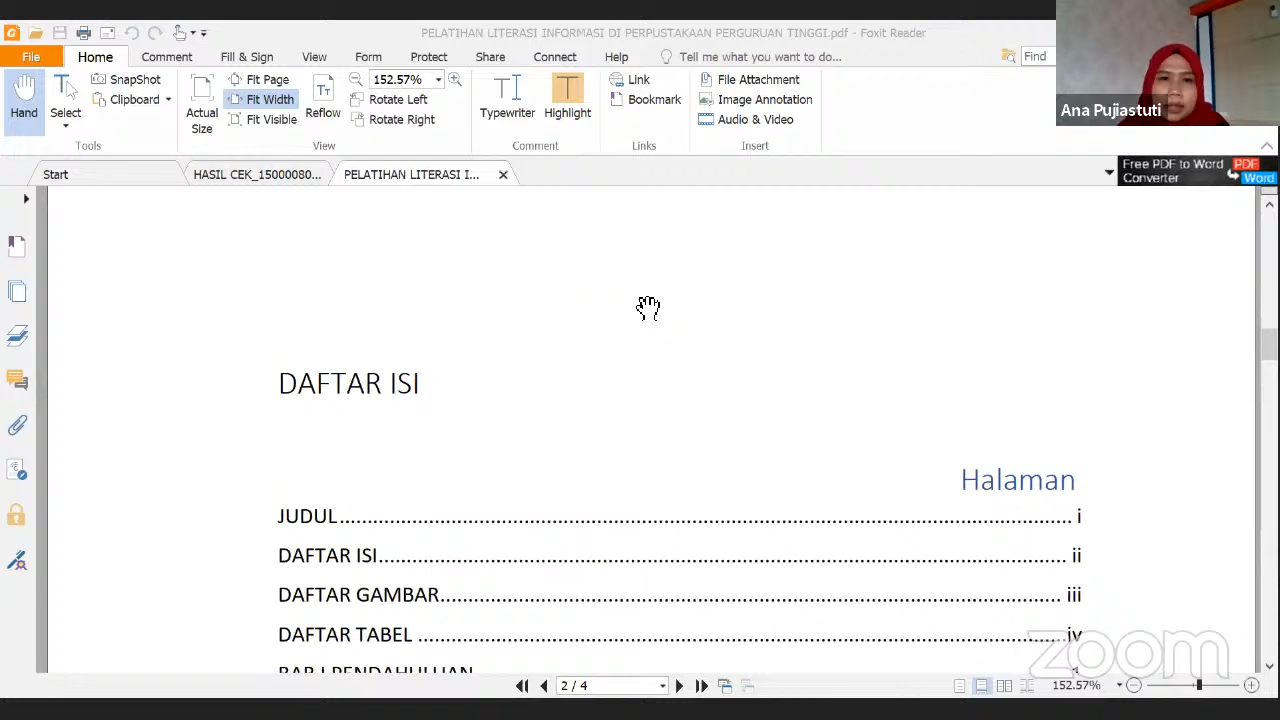 PELATIHAN LITERASI INFORMASI DI PERPUSTAKAAN PERGURUAN TINGGI.pdf - Foxit Reader
File Home Comment Fill & Sign View Form Protect Share Connect Help Tell me what you want to do... Find
Hand
Select
SnapShot
Clipboard
Tools
Actual Size
Fit Page
Fit Width
Fit Visible
Reflow
152.57%
Rotate Left
Rotate Right
View
Typewriter
Highlight
Comment
Link
Bookmark
Links
File Attachment
Image Annotation
Audio & Video
Insert
Ana Pujiastuti
Start
HASIL CEK_15000080...
PELATIHAN LITERASI I...
Free PDF to Word
Converter
PDF
Word
DAFTAR ISI
Halaman
JUDUL........................................ i
DAFTAR ISI........................................ ii
DAFTAR GAMBAR........................................ iii
DAFTAR TABEL ........................................ iv
BAB I PENDAHULUAN
zoom
2 / 4
152.57%